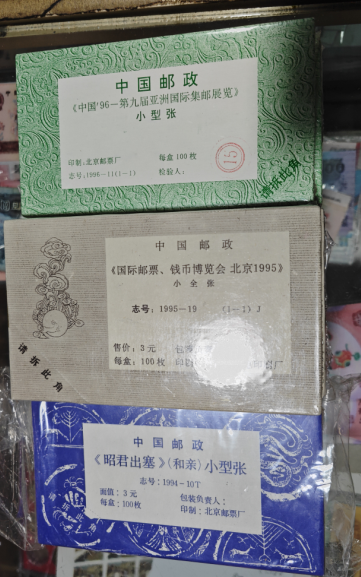 中国邮政
《中国'96－第九届亚洲国际集邮展览》
小型张
印制：北京邮票厂 每盒100枚
志号：1996-11(1-1) 检验人：
15
请拆此角
中国邮政
《国际邮票、钱币博览会 北京1995》
小全张
志号：1995-19 (1-1)J
售价：3元
每盒：100枚
请拆此角
中国邮政
《昭君出塞》(和亲)小型张
志号：1994-10T
面值：3元 包装负责人：
每盒：100枚 印制：北京邮票厂